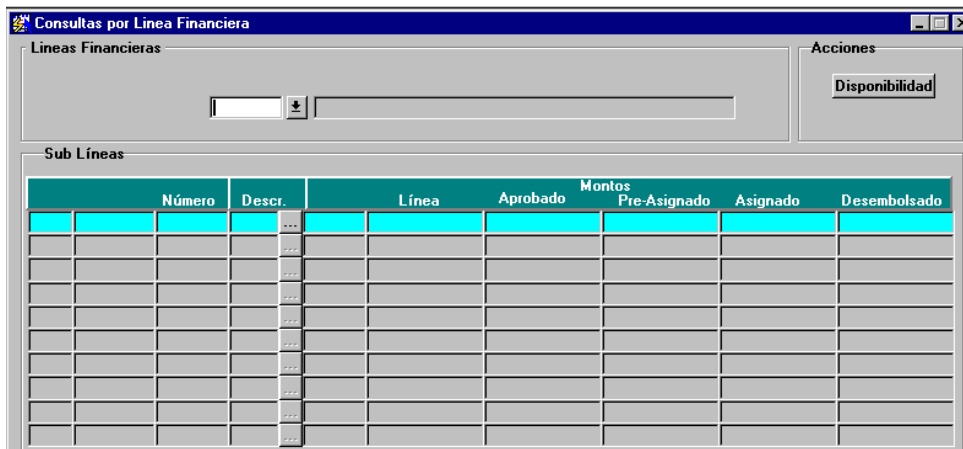 Consultas por Linea Financiera
Lineas Financieras
Acciones
Disponibilidad
Sub Líneas
Montos
Número Descr. Línea Aprobado Pre-Asignado Asignado Desembolsado
...
...
...
...
...
...
...
...
...
...